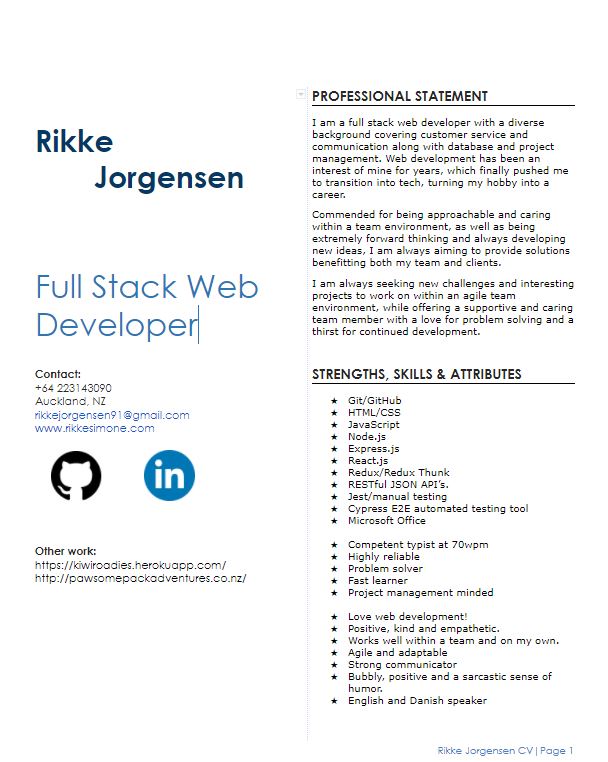 Rikke
Jorgensen
Full Stack Web
Developer
Contact:
+64 223143090
Auckland, NZ
rikkejorgensen91@gmail.com
www.rikkesimone.com
in
Other work:
https://kiwiroadies.herokuapp.com/
http://pawsomepackadventures.co.nz/
PROFESSIONAL STATEMENT
I am a full stack web developer with a diverse
background covering customer service and
communication along with database and project
management. Web development has been an
interest of mine for years, which finally pushed me
to transition into tech, turning my hobby into a
career.
Commended for being approachable and caring
within a team environment, as well as being
extremely forward thinking and always developing
new ideas, I am always aiming to provide solutions
benefitting both my team and clients.
I am always seeking new challenges and interesting
projects to work on within an agile team
environment, while offering a supportive and caring
team member with a love for problem solving and a
thirst for continued development.
STRENGTHS, SKILLS & ATTRIBUTES
★ Git/GitHub
★ HTML/CSS
★ JavaScript
★ Node.js
★ Express.js
★ React.js
★ Redux/Redux Thunk
★ RESTful JSON API's.
★ Jest/manual testing
★ Cypress E2E automated testing tool
★ Microsoft Office
★ Competent typist at 70wpm
★ Highly reliable
★ Problem solver
★ Fast learner
★ Project management minded
★ Love web development!
★ Positive, kind and empathetic.
★ Works well within a team and on my own.
★ Agile and adaptable
★ Strong communicator
★ Bubbly, positive and a sarcastic sense of
humor.
★ English and Danish speaker
Rikke Jorgensen CV|Page 1